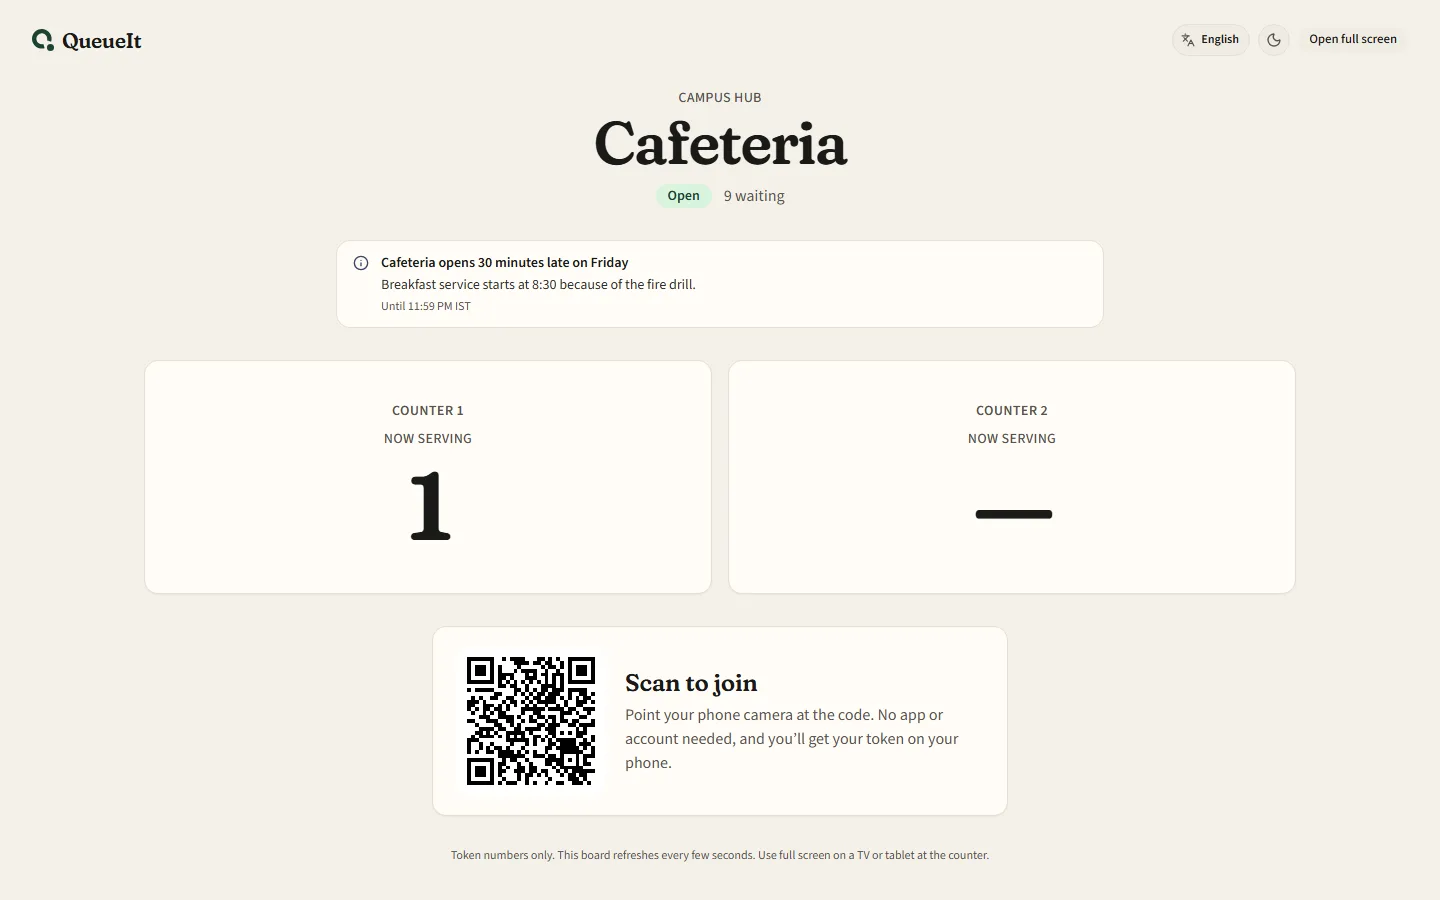 QueueIt
English
Open full screen
CAMPUS HUB
Cafeteria
Open
9 waiting
Cafeteria opens 30 minutes late on Friday
Breakfast service starts at 8:30 because of the fire drill.
Until 11:59 PM IST
COUNTER 1
NOW SERVING
1
COUNTER 2
NOW SERVING
—
Scan to join
Point your phone camera at the code. No app or
account needed, and you’ll get your token on your
phone.
Token numbers only. This board refreshes every few seconds. Use full screen on a TV or tablet at the counter.